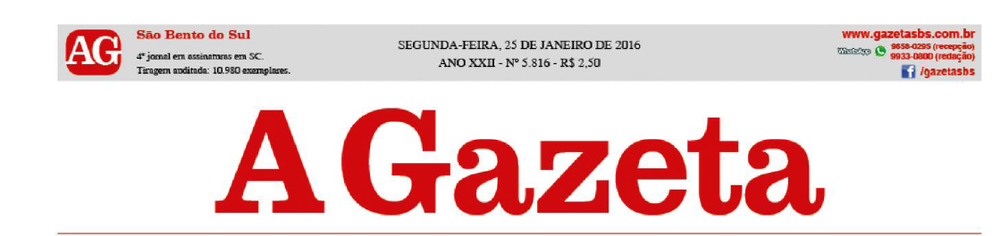 AG
São Bento do Sul
4º jornal em assinaturas em SC.
Tiragem auditada: 10.980 exemplares.
SEGUNDA-FEIRA, 25 DE JANEIRO DE 2016
ANO XXII - Nº 5.816 - R$ 2,50
www.gazetasbs.com.br
WhatsApp 9658-0295 (recepção)
9933-0800 (redação)
f /gazetasbs
A Gazeta